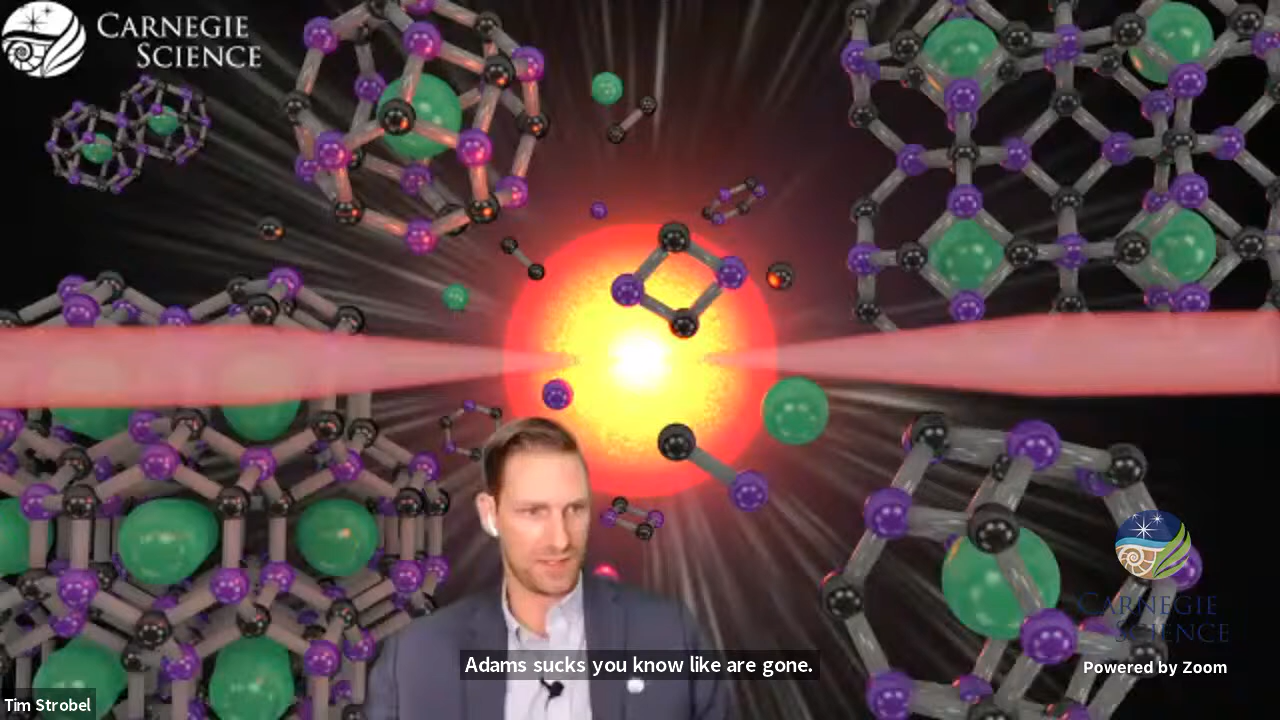 CARNEGIE
SCIENCE
CARNEGIE
SCIENCE
Adams sucks you know like are gone.
Powered by Zoom
Tim Strobel